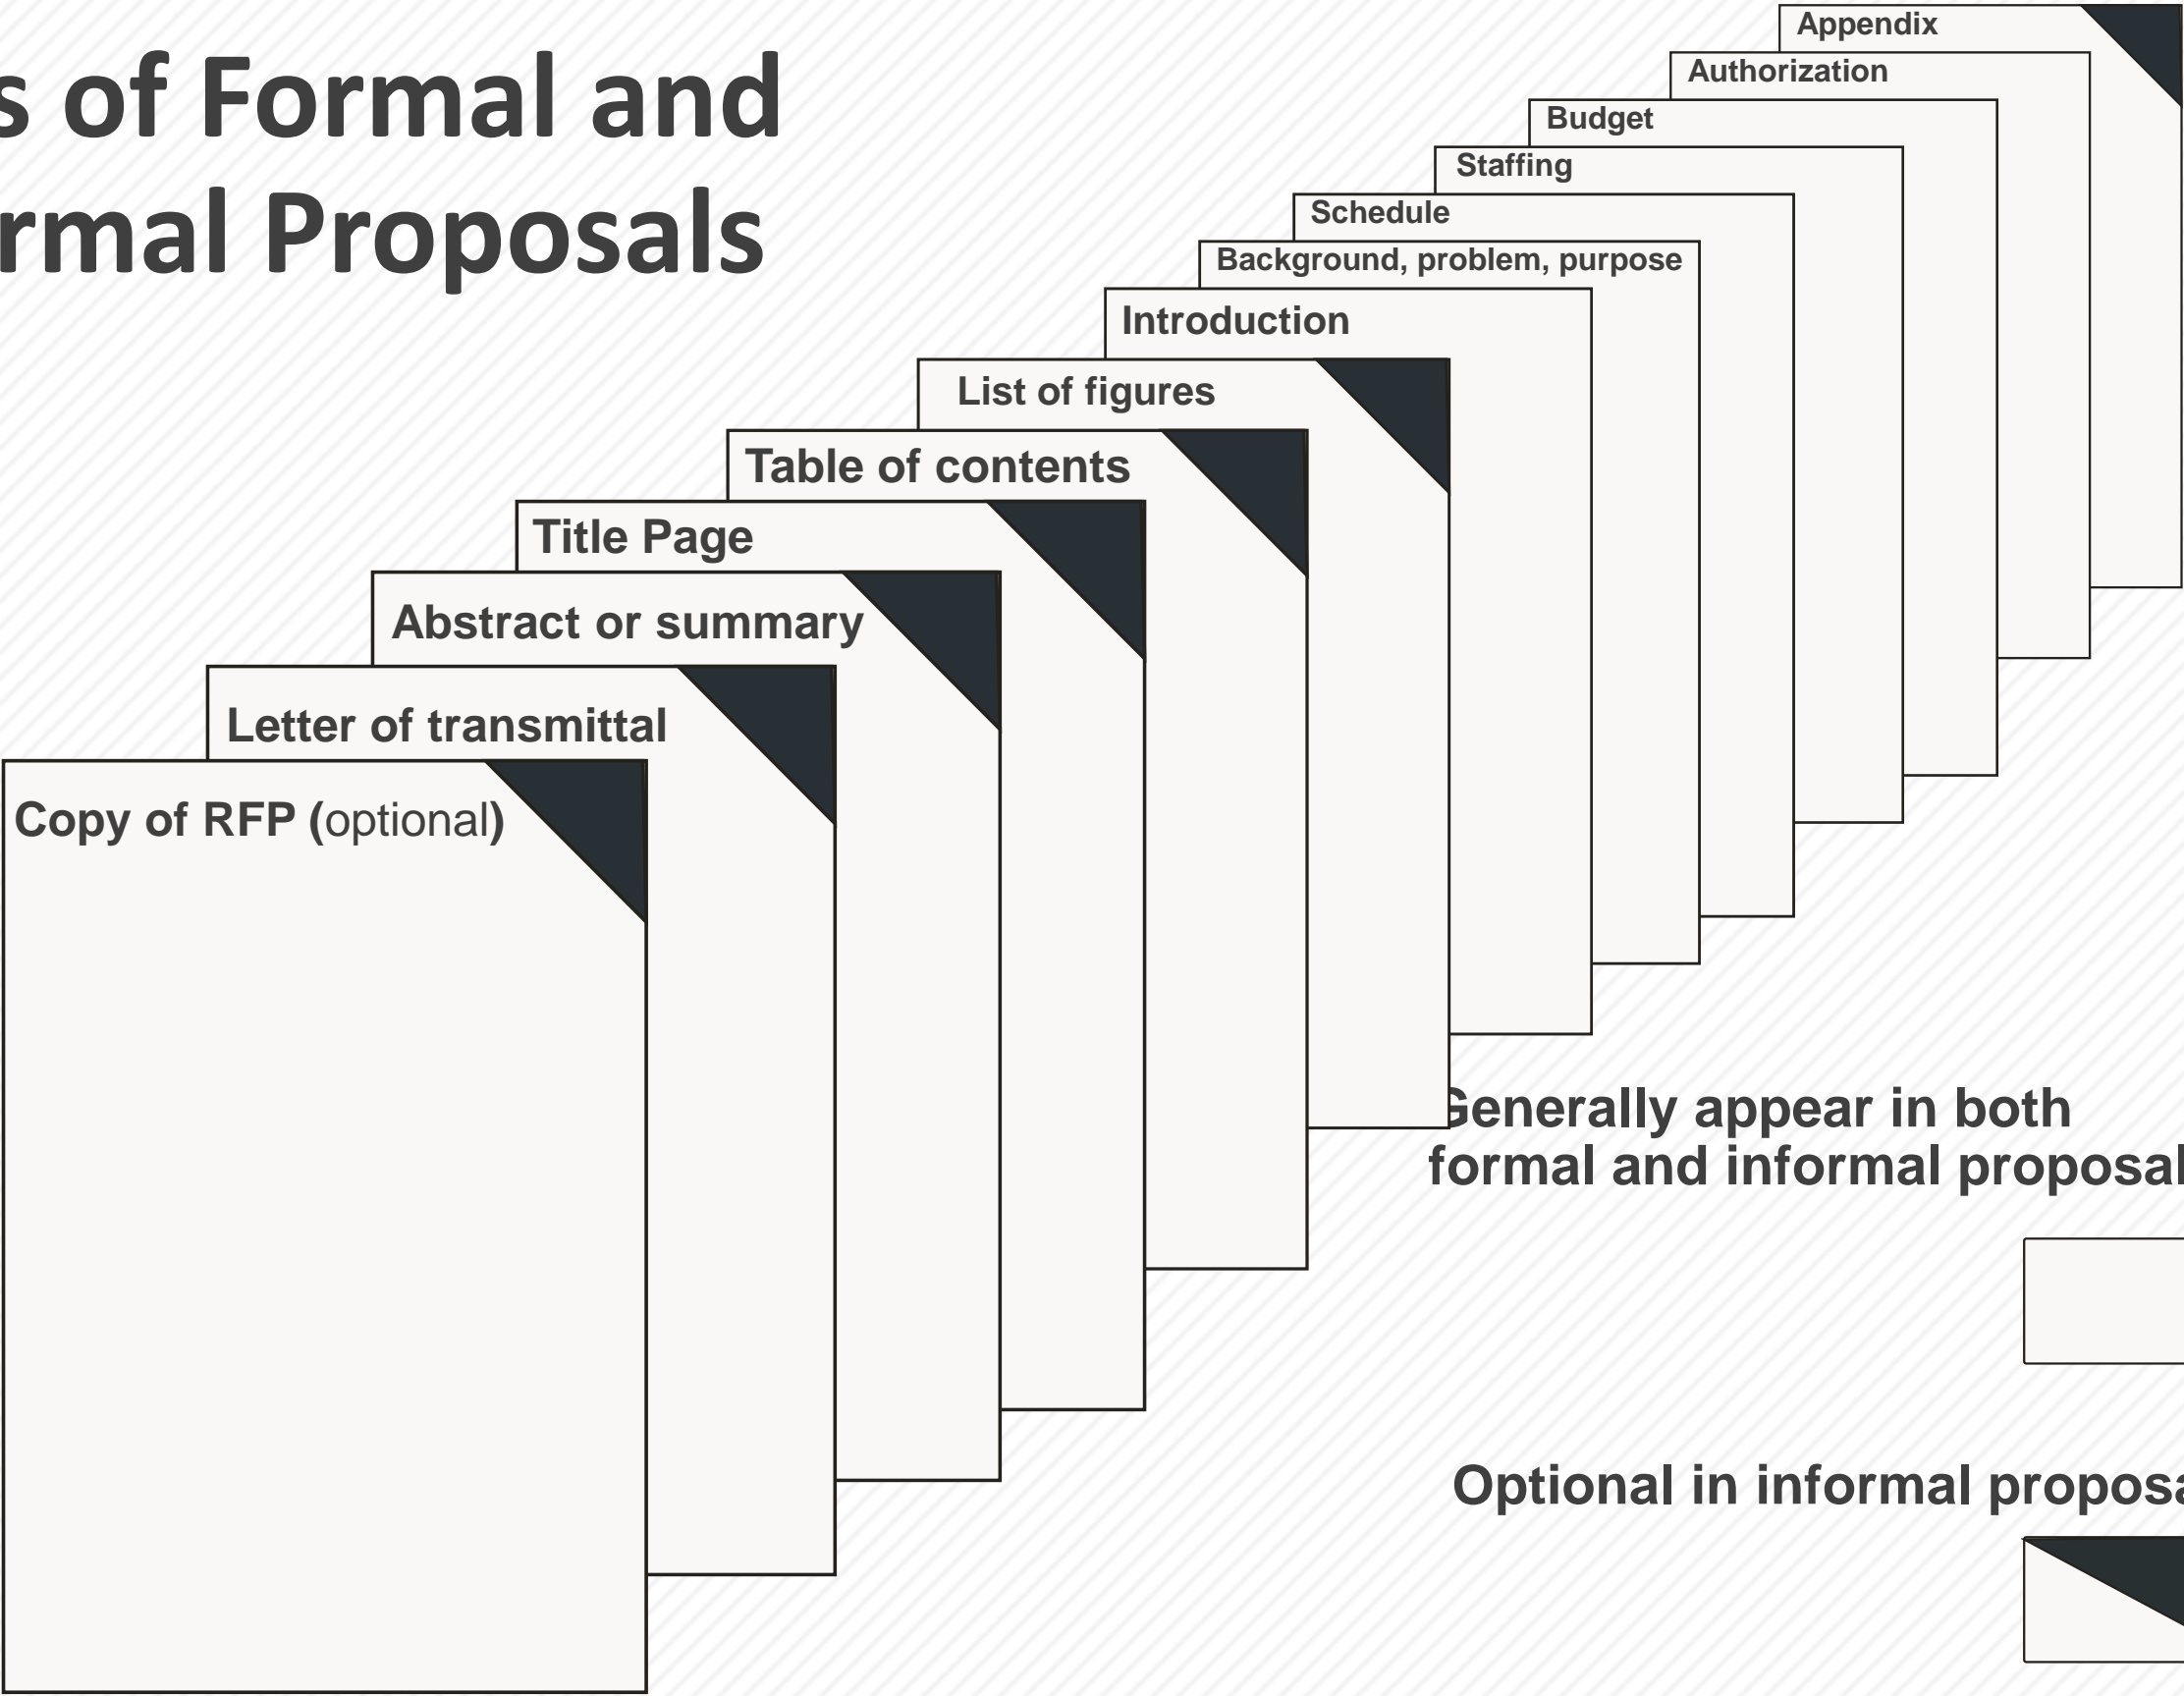 s of Formal and
rmal Proposals
Appendix
Authorization
Budget
Staffing
Schedule
Background, problem, purpose
Introduction
List of figures
Table of contents
Title Page
Abstract or summary
Letter of transmittal
Copy of RFP (optional)
Generally appear in both
formal and informal proposal
Optional in informal proposa